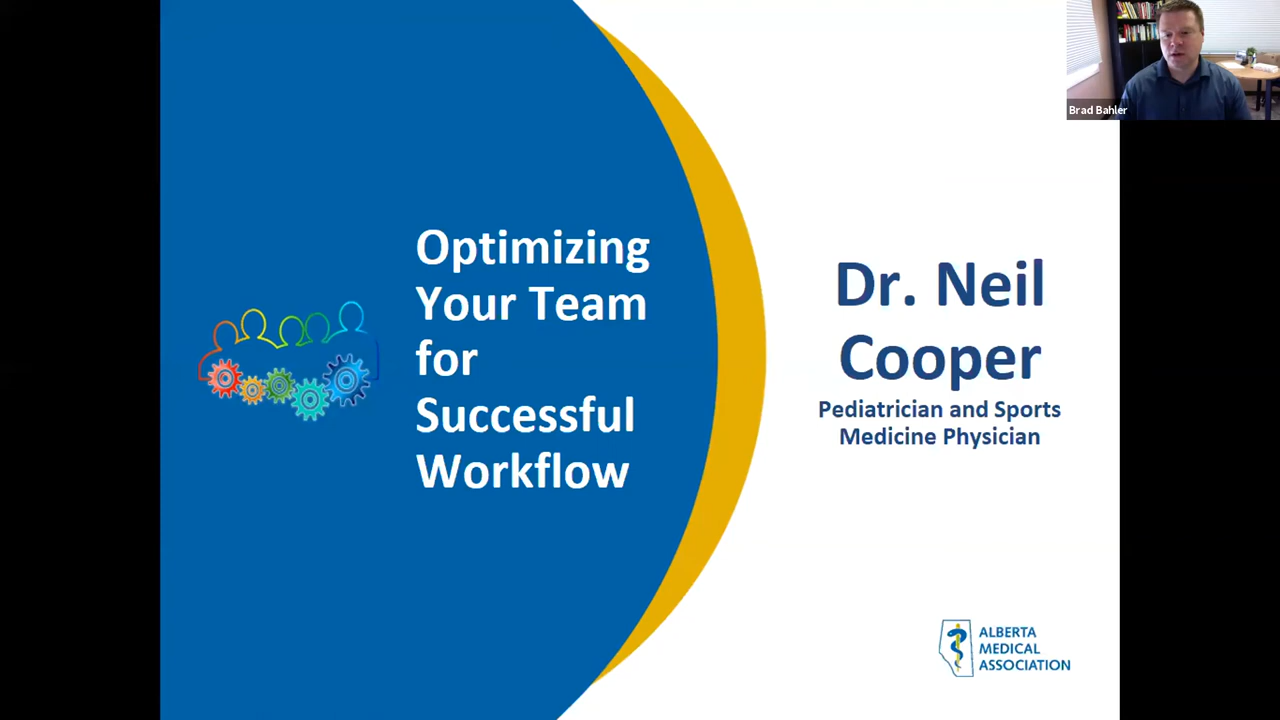 Optimizing
Your Team
for
Successful
Workflow
Dr. Neil
Cooper
Pediatrician and Sports
Medicine Physician
ALBERTA
MEDICAL
ASSOCIATION
Brad Bahler